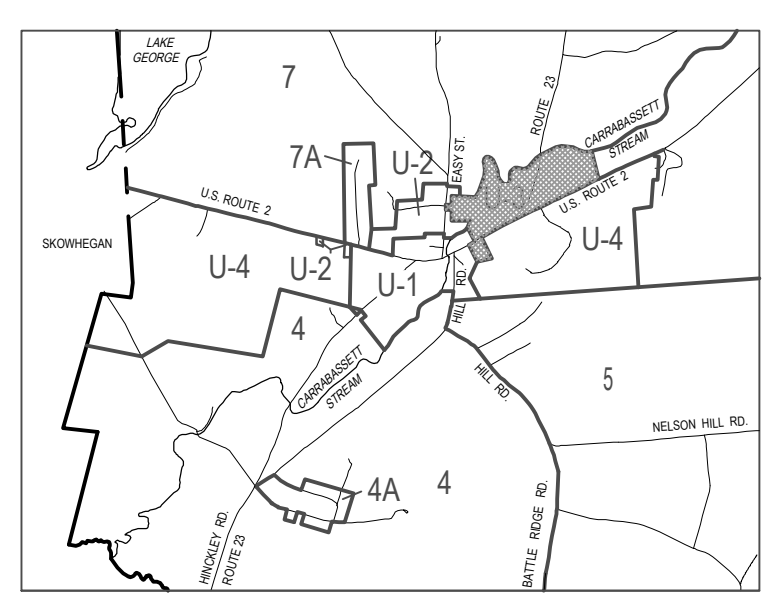 LAKE
GEORGE
7
7A
U-2
EASY ST.
ROUTE 23
CARRABASSETT
STREAM
U-3
U.S. ROUTE 2
U.S. ROUTE 2
SKOWHEGAN
U-4
U-2
U-1
HILL RD.
U-4
4
CARRABASSETT
STREAM
HILL RD.
5
NELSON HILL RD.
4A
4
HINCKLEY RD.
ROUTE 23
BATTLE RIDGE RD.